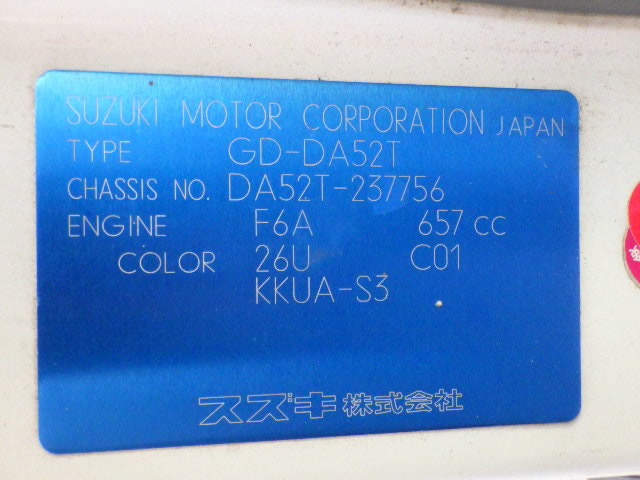 SUZUKI MOTOR CORPORATION JAPAN
TYPE GD-DA52T
CHASSIS NO. DA52T-237756
ENGINE F6A 657 cc
COLOR 26U C01
KKUA-S3
スズキ株式会社